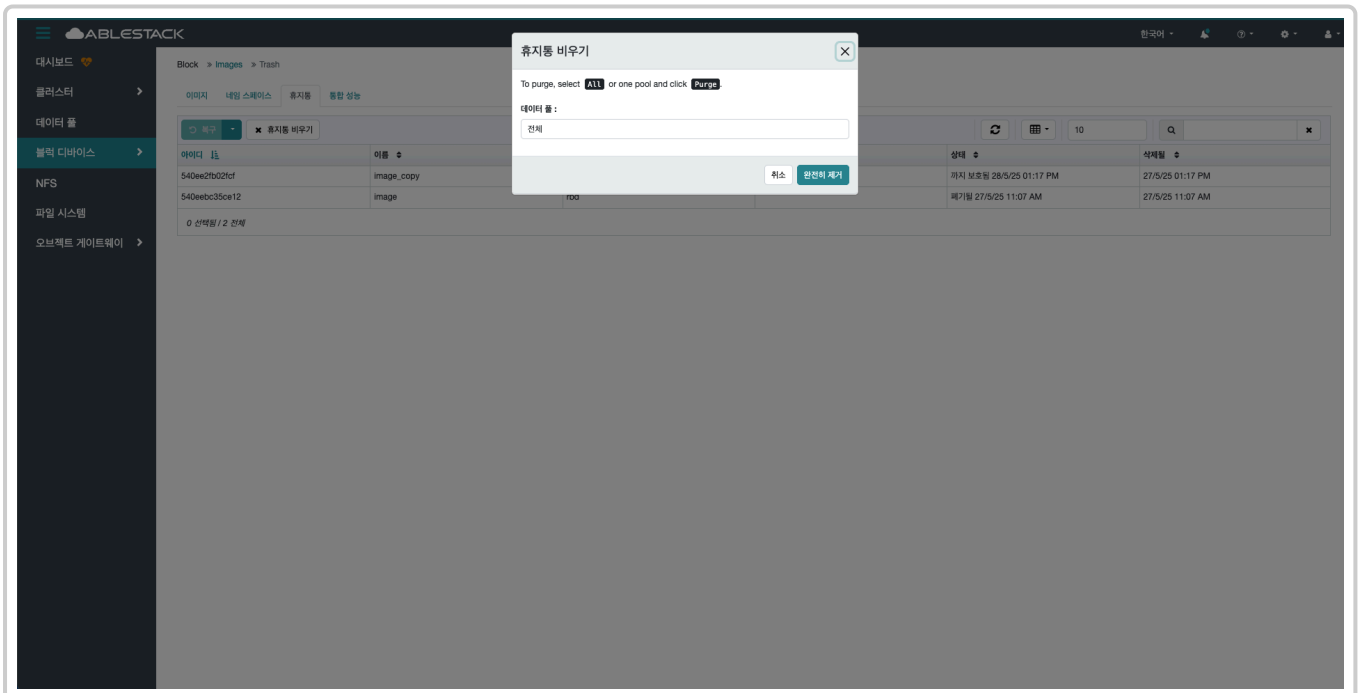 ABLESTACK
한국어
대시보드
클러스터
데이터 풀
블럭 디바이스
NFS
파일 시스템
오브젝트 게이트웨이
Block » Images » Trash
이미지 네임 스페이스 휴지통 통합 성능
복구 휴지통 비우기 10
아이디 이름 상태 삭제됨
540ee2fb02fcf image_copy 까지 보호됨 28/5/25 01:17 PM 27/5/25 01:17 PM
540eebc35ce12 image rbd 폐기될 27/5/25 11:07 AM 27/5/25 11:07 AM
0 선택됨 / 2 전체
휴지통 비우기
To purge, select All or one pool and click Purge.
데이터 풀 :
전체
취소 완전히 제거